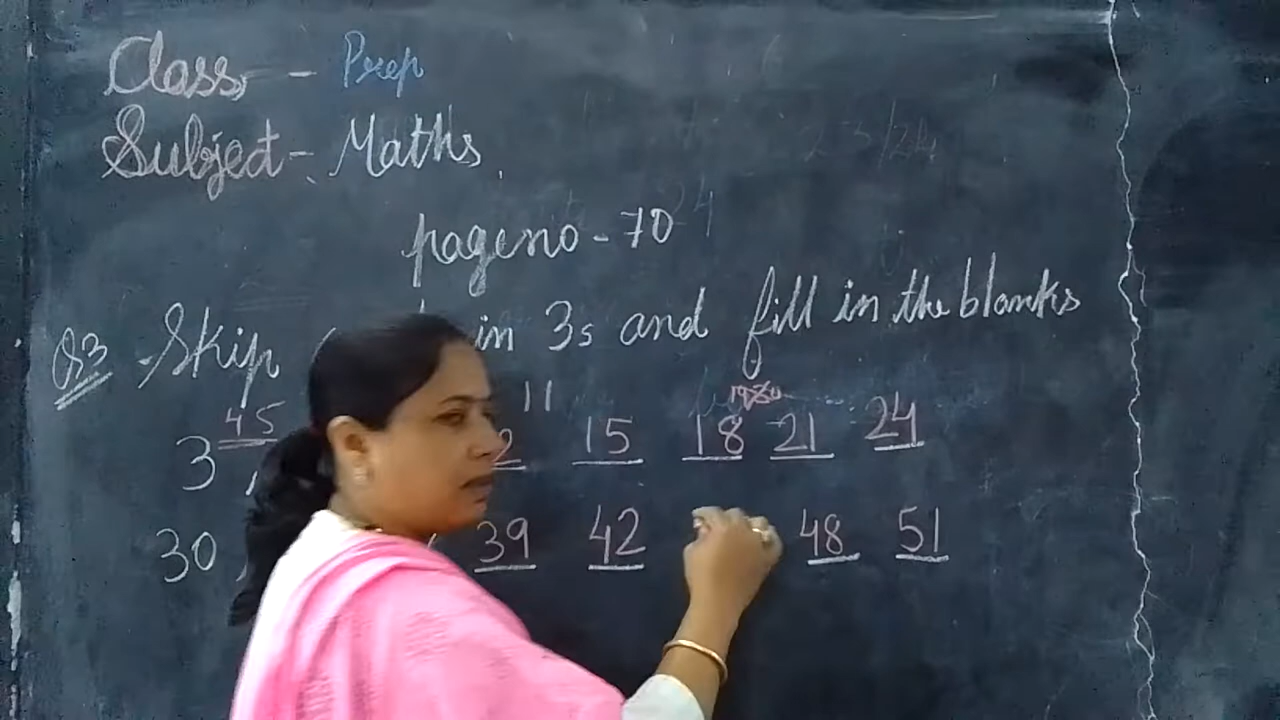 Class, - Prep
Subject - Maths
page no - 70
Q3 - Skip in 3s and fill in the blanks
45 11
3 , 15 18 21 24
30 , 39 42 48 51